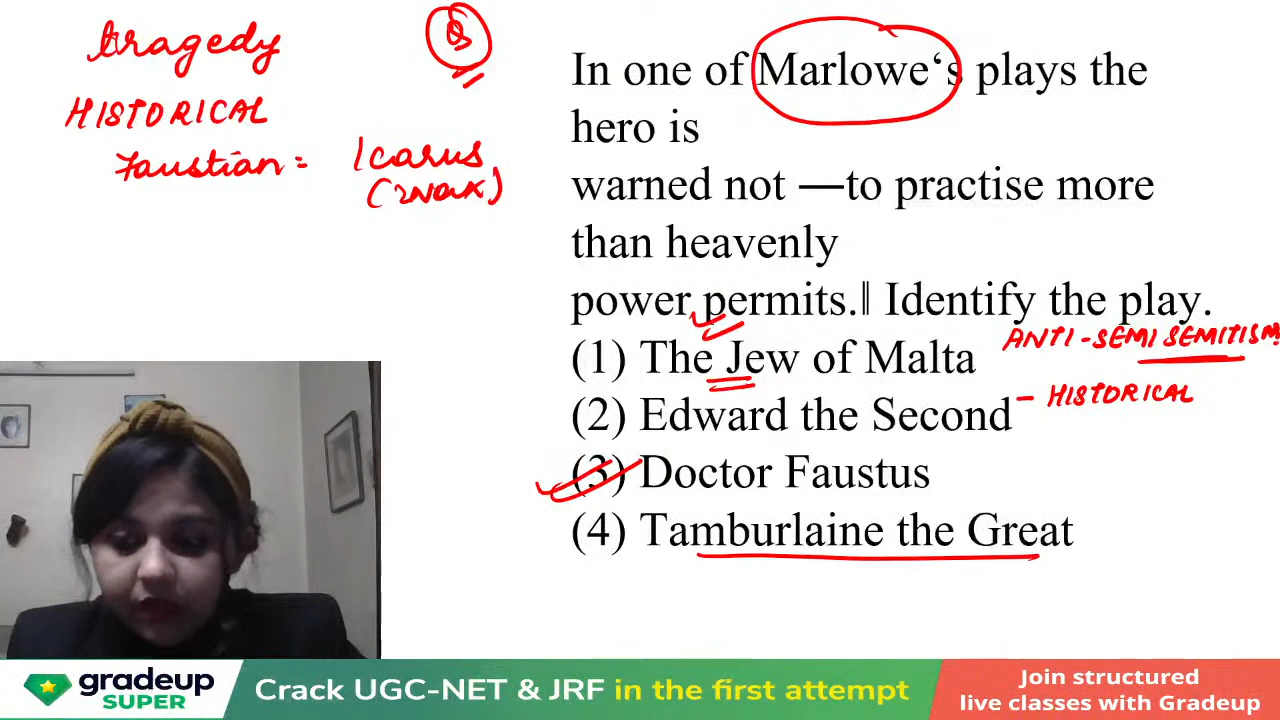 tragedy
HISTORICAL
Faustian = Icarus
In one of Marlowe‘s plays the
hero is
warned not ―to practise more
than heavenly
power permits.‖ Identify the play.
(1) The Jew of Malta ANTI-SEMI SEMITISM
(2) Edward the Second - HISTORICAL
(3) Doctor Faustus
(4) Tamburlaine the Great
gradeup
SUPER
Crack UGC-NET & JRF in the first attempt
Join structured
live classes with Gradeup